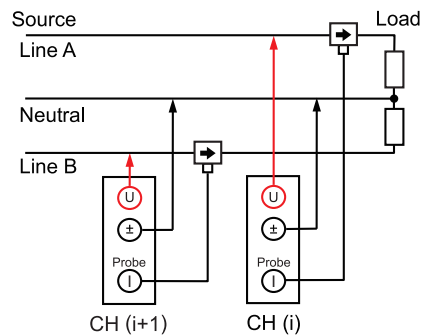 Source
Load
Line A
Neutral
Line B
U
U
±
±
Probe
Probe
I
I
CH (i+1)
CH (i)